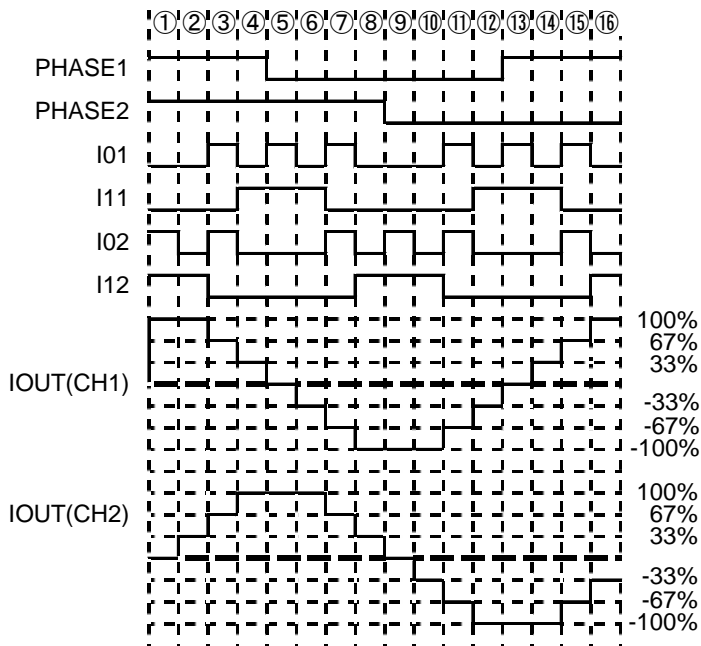 ①②③④⑤⑥⑦⑧⑨⑩⑪⑫⑬⑭⑮⑯
PHASE1
PHASE2
I01
I11
I02
I12
100%
67%
33%
IOUT(CH1)
-33%
-67%
-100%
100%
IOUT(CH2)
67%
33%
-33%
-67%
-100%